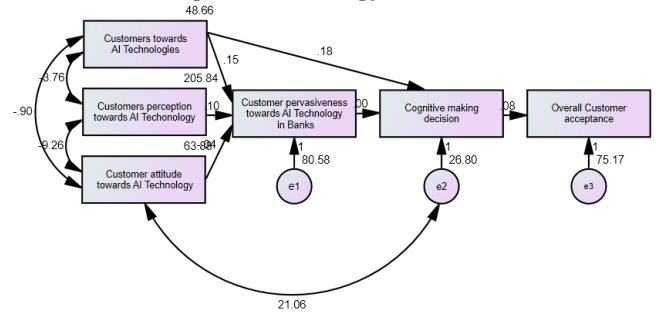 48.66
Customers towards
AI Technologies
.18
.15
-3.76
205.84
-.90
Customers perception
towards AI Techonology
.10
Customer pervasiveness
towards AI Technology
in Banks
.00
Cognitive making
decision
.08
Overall Customer
acceptance
-9.26
Customer attitude
towards AI Technology
1
80.58
1
26.80
1
75.17
e1
e2
e3
21.06